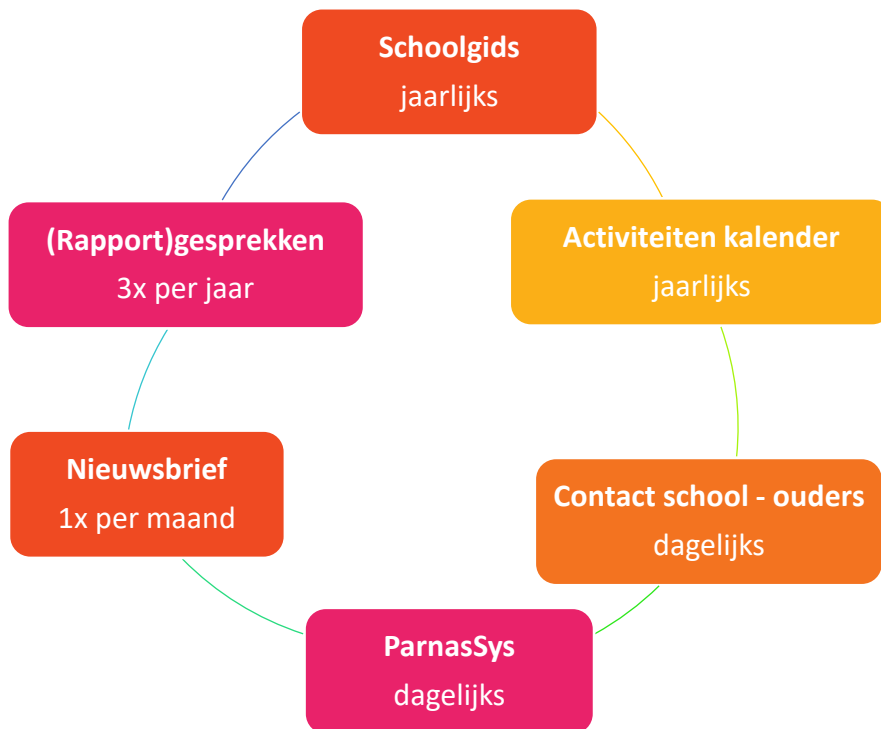 Schoolgids
jaarlijks
Activiteiten kalender
jaarlijks
Contact school - ouders
dagelijks
ParnasSys
dagelijks
Nieuwsbrief
1x per maand
(Rapport)gesprekken
3x per jaar